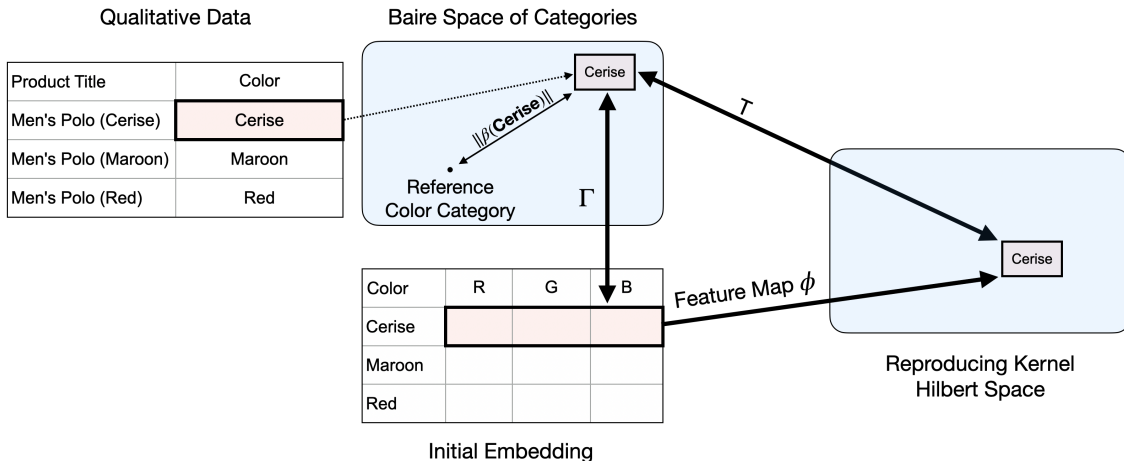 Qualitative Data
Product Title Color
Men's Polo (Cerise) Cerise
Men's Polo (Maroon) Maroon
Men's Polo (Red) Red
Baire Space of Categories
Cerise
||β(Cerise)||
Reference
Color Category
Γ
T
Color R G B
Cerise
Maroon
Red
Initial Embedding
Feature Map ϕ
Cerise
Reproducing Kernel
Hilbert Space